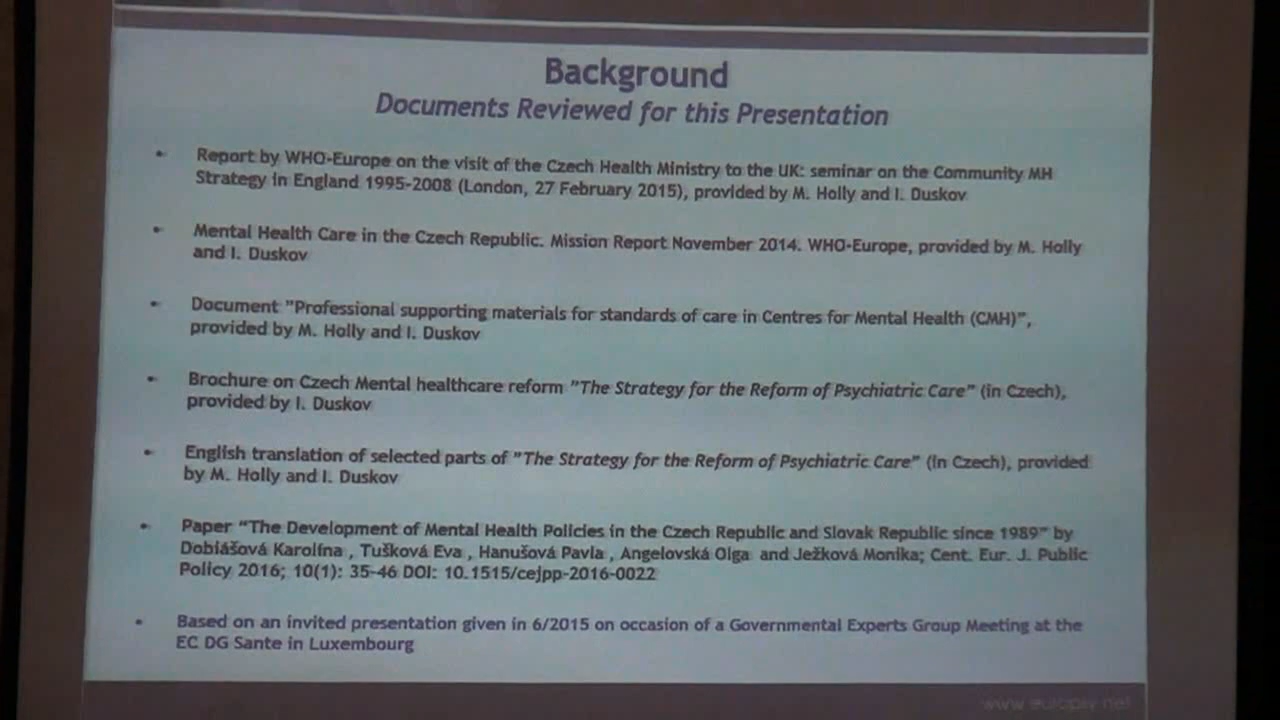 Background
Documents Reviewed for this Presentation
• Report by WHO-Europe on the visit of the Czech Health Ministry to the UK: seminar on the Community MH
Strategy in England 1995-2008 (London, 27 February 2015), provided by M. Holly and I. Duskov
• Mental Health Care in the Czech Republic. Mission Report November 2014. WHO-Europe, provided by M. Holly
and I. Duskov
• Document ”Professional supporting materials for standards of care in Centres for Mental Health (CMH)”,
provided by M. Holly and I. Duskov
• Brochure on Czech Mental healthcare reform ”The Strategy for the Reform of Psychiatric Care” (in Czech),
provided by I. Duskov
• English translation of selected parts of ”The Strategy for the Reform of Psychiatric Care” (in Czech), provided
by M. Holly and I. Duskov
• Paper “The Development of Mental Health Policies in the Czech Republic and Slovak Republic since 1989” by
Dobiášová Karolína , Tušková Eva , Hanušová Pavla , Angelovská Olga and Ježková Monika; Cent. Eur. J. Public
Policy 2016; 10(1): 35-46 DOI: 10.1515/cejpp-2016-0022
• Based on an invited presentation given in 6/2015 on occasion of a Governmental Experts Group Meeting at the
EC DG Sante in Luxembourg